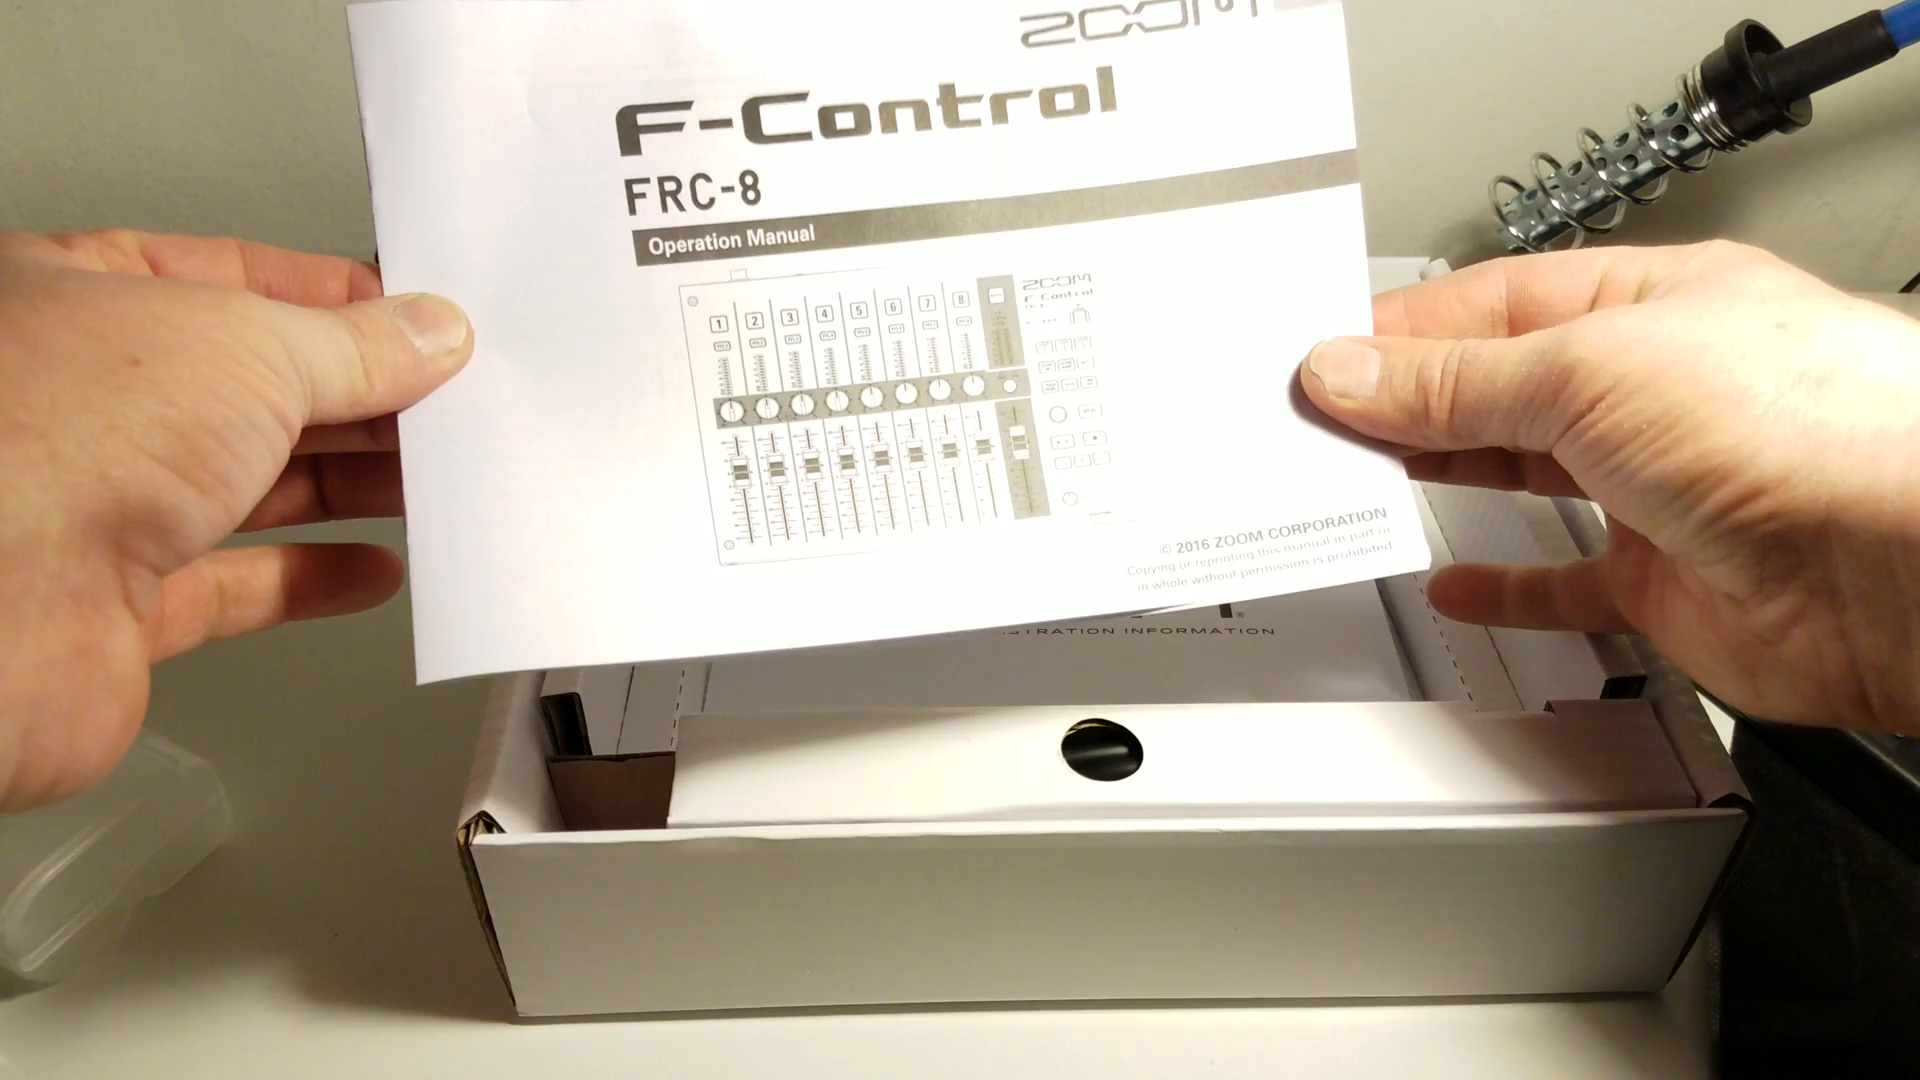 ZOOM
F-Control
FRC-8
Operation Manual
1 2 3 4 5 6 7 8
ZOOM
F-Control
© 2016 ZOOM CORPORATION
Copying or reprinting this manual in part or
in whole without permission is prohibited.
INFORMATION